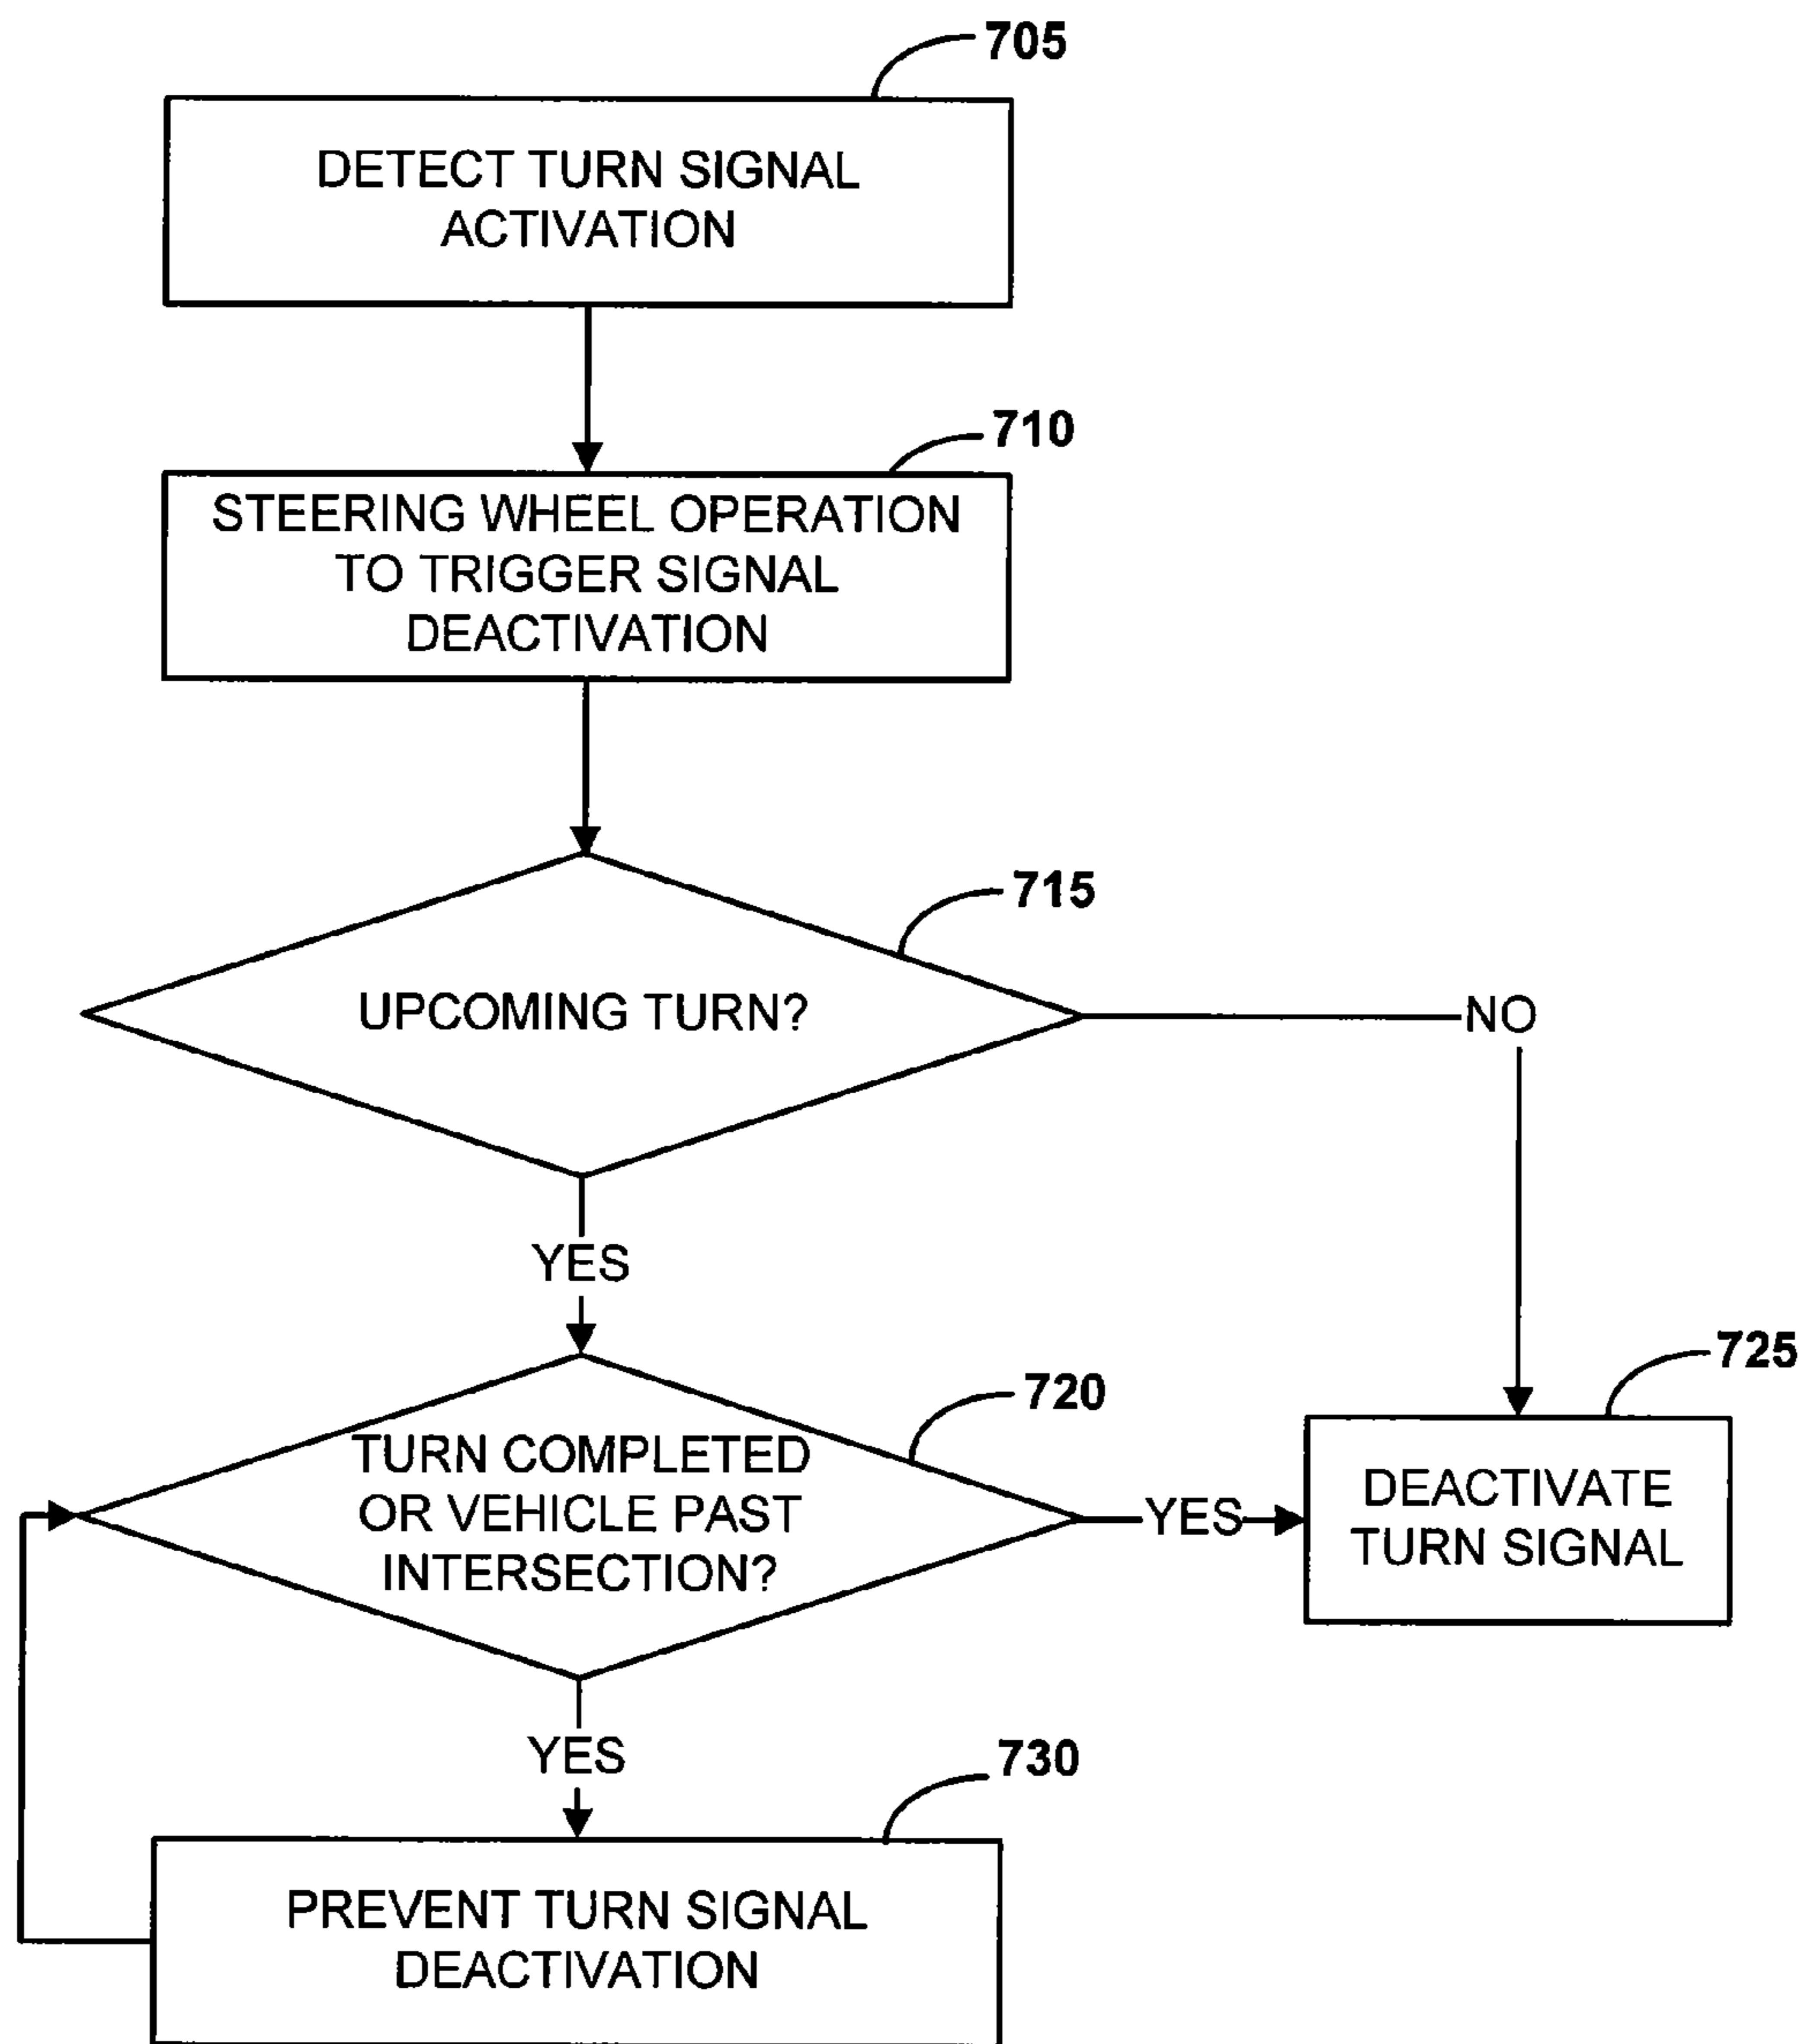 705
DETECT TURN SIGNAL
ACTIVATION
710
STEERING WHEEL OPERATION
TO TRIGGER SIGNAL
DEACTIVATION
715
UPCOMING TURN?
NO
YES
720
725
TURN COMPLETED
OR VEHICLE PAST
INTERSECTION?
YES
DEACTIVATE
TURN SIGNAL
YES
730
PREVENT TURN SIGNAL
DEACTIVATION